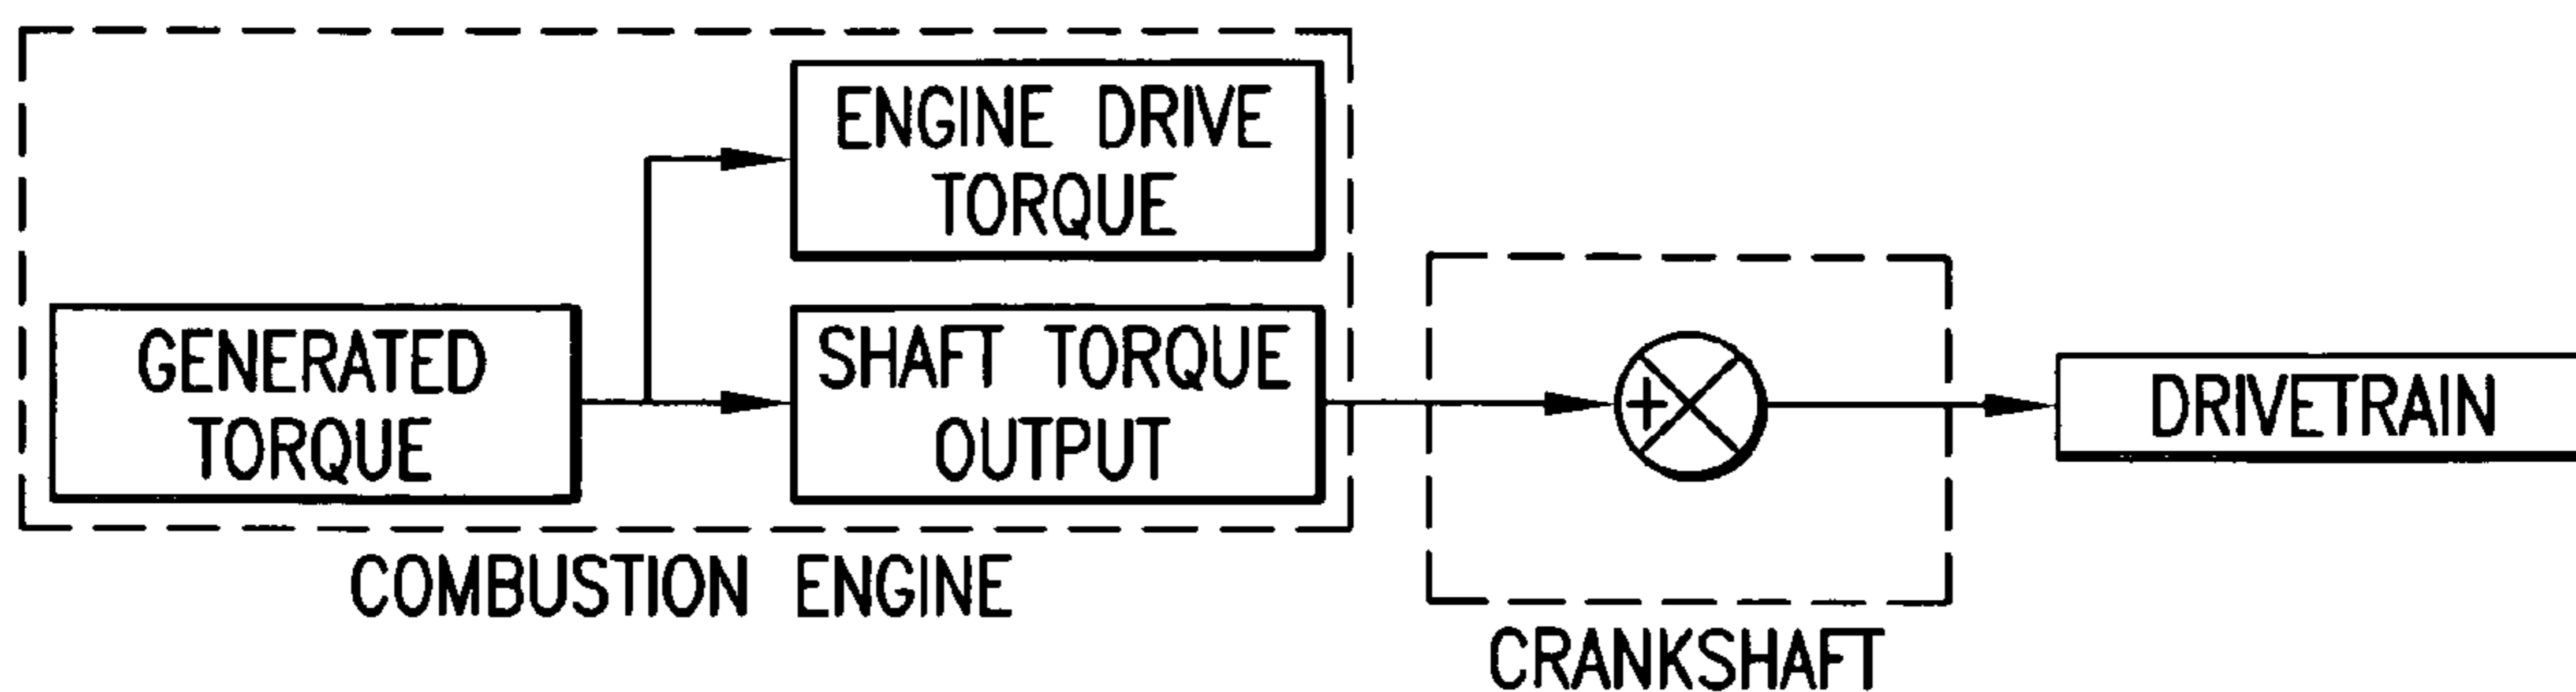 ENGINE DRIVE
TORQUE
GENERATED
TORQUE
SHAFT TORQUE
OUTPUT
+
DRIVETRAIN
COMBUSTION ENGINE
CRANKSHAFT